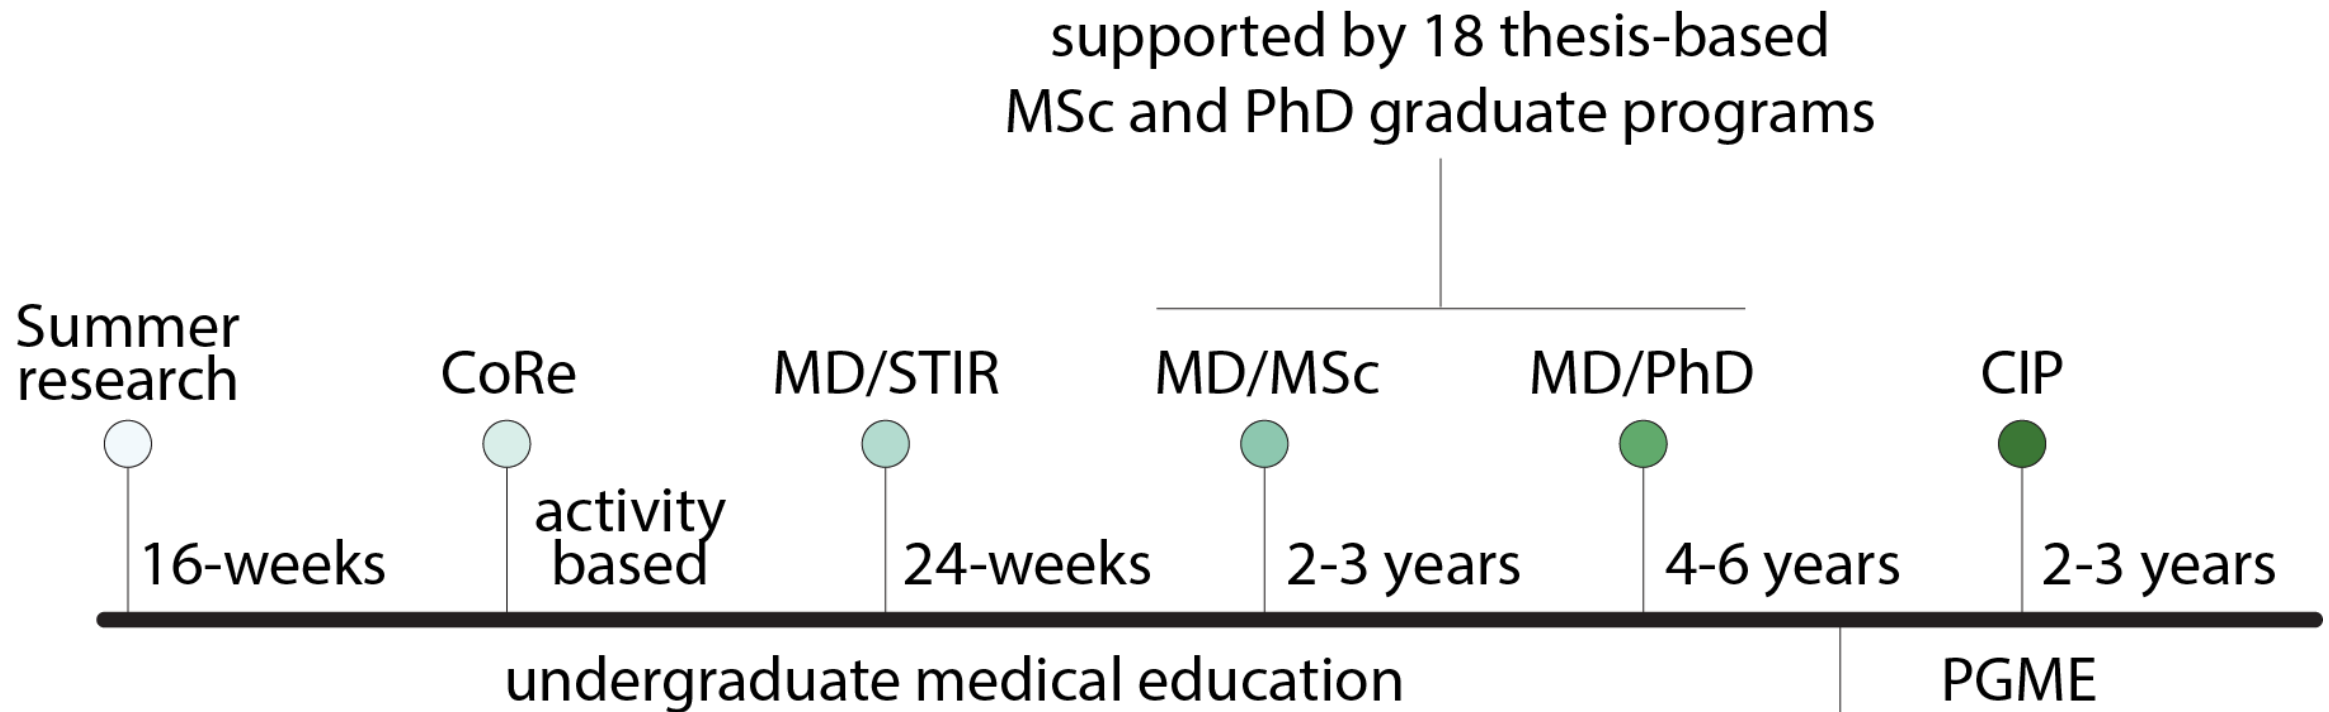 supported by 18 thesis-based
MSc and PhD graduate programs
Summer
research
CoRe
MD/STIR
MD/MSc
MD/PhD
CIP
16-weeks
activity
based
24-weeks
2-3 years
4-6 years
2-3 years
undergraduate medical education
PGME